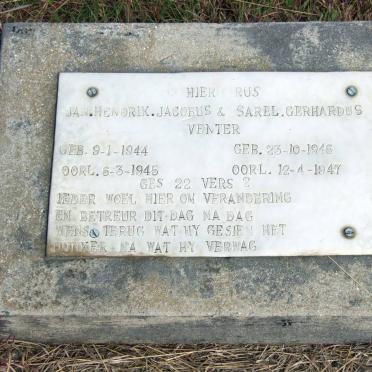 HIER RUS
JAN.HENDRIK.JACOBUS & SAREL.GERHARDUS
VENTER
GEB 9-1-1944 GEB. 23-10-1946
OORL. 6-3-1945 OORL. 12-4-1947
GES 22 VERS 2
IEDER WOEL HIER OM VERANDERING
EN BETREUR DIT DAG NA DAG
WENS TERUG WAT HY GESIEN HET
NA WAT HY VERWAG